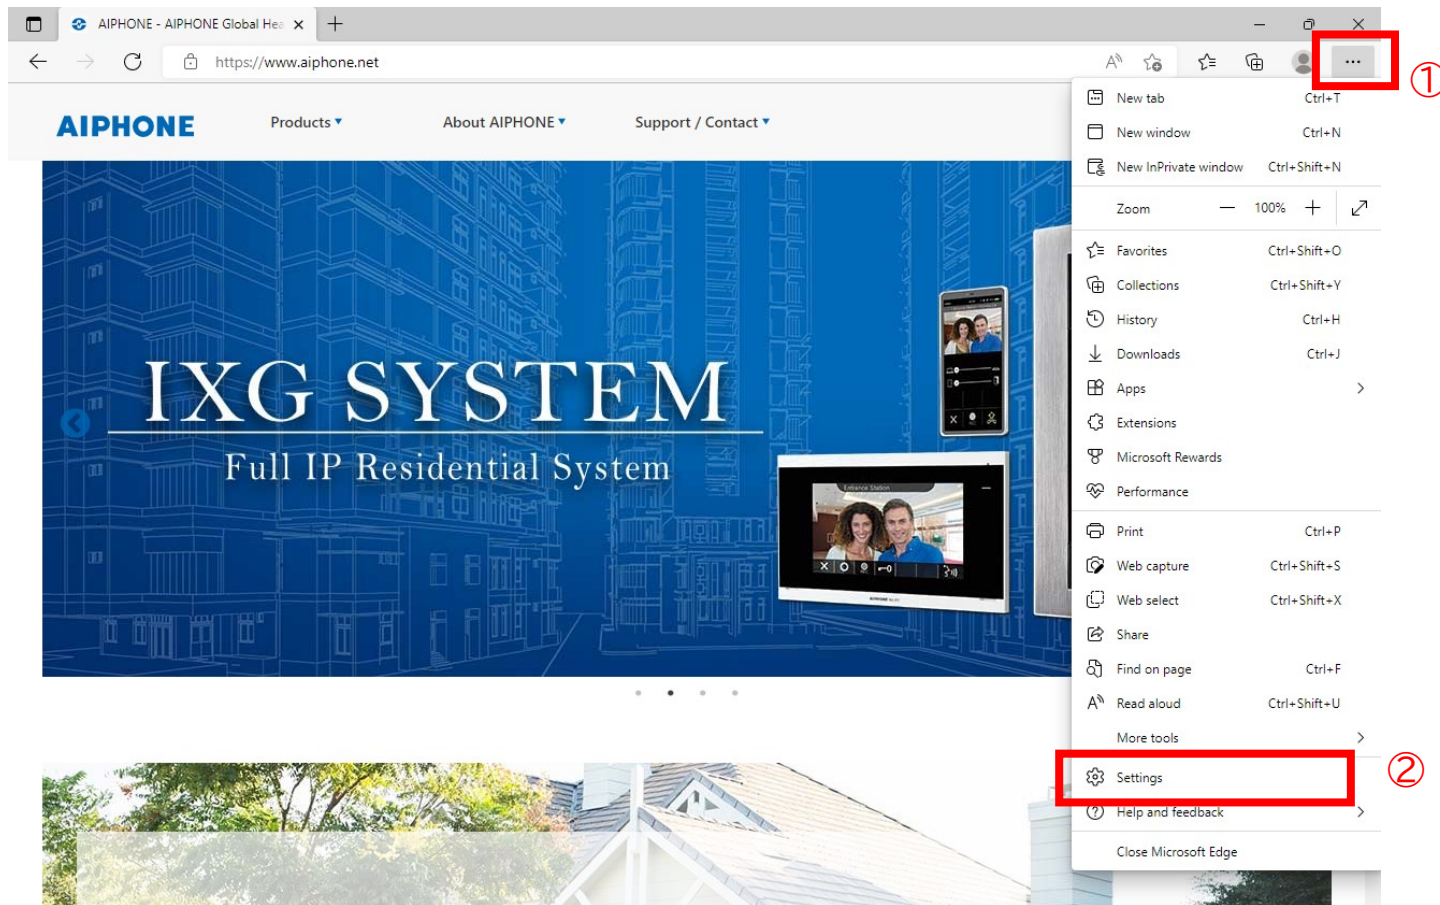 AIPHONE - AIPHONE Global Hea
https://www.aiphone.net
①
AIPHONE
Products
About AIPHONE
Support / Contact
New tab Ctrl+T
New window Ctrl+N
New InPrivate window Ctrl+Shift+N
Zoom — 100% +
Favorites Ctrl+Shift+O
Collections Ctrl+Shift+Y
History Ctrl+H
Downloads Ctrl+J
Apps
Extensions
Microsoft Rewards
Performance
Print Ctrl+P
Web capture Ctrl+Shift+S
Web select Ctrl+Shift+X
Share
Find on page Ctrl+F
Read aloud Ctrl+Shift+U
More tools
Settings
②
Help and feedback
Close Microsoft Edge
IXG SYSTEM
Full IP Residential System
Entrance Station